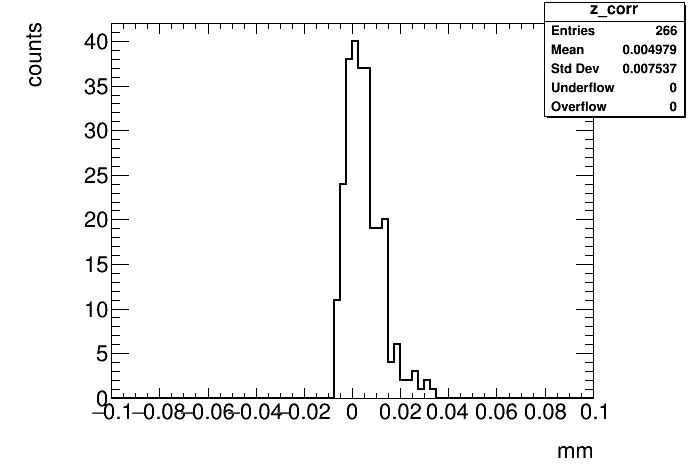 z_corr
Entries 266
Mean 0.004979
Std Dev 0.007537
Underflow 0
Overflow 0
counts
40
35
30
25
20
15
10
5
0
−0.1 −0.08 −0.06 −0.04 −0.02 0 0.02 0.04 0.06 0.08 0.1
mm